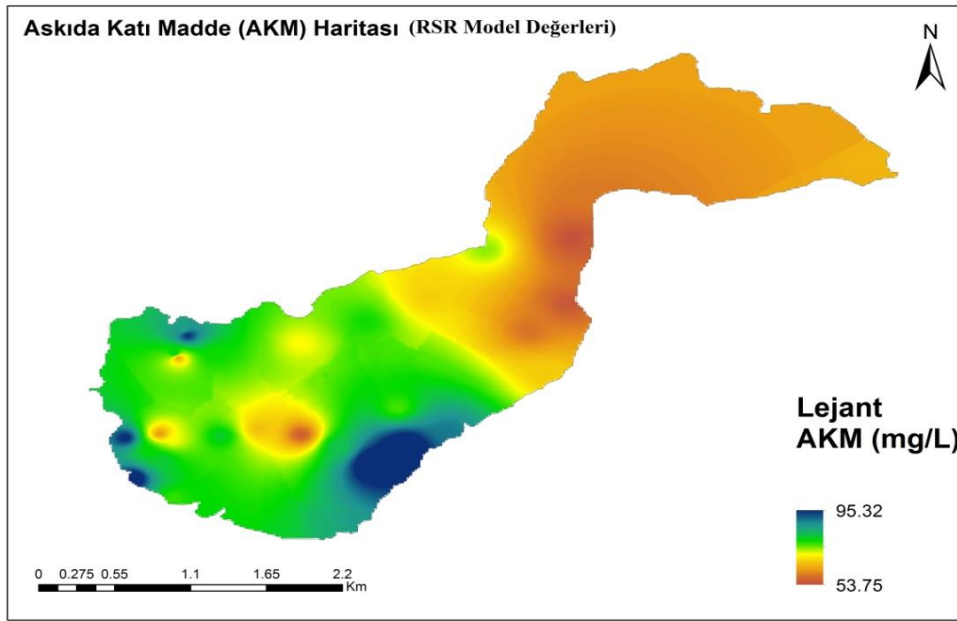 Askıda Katı Madde (AKM) Haritası (RSR Model Değerleri)
N
Lejant
AKM (mg/L)
95.32
53.75
0 0.275 0.55 1.1 1.65 2.2
Km